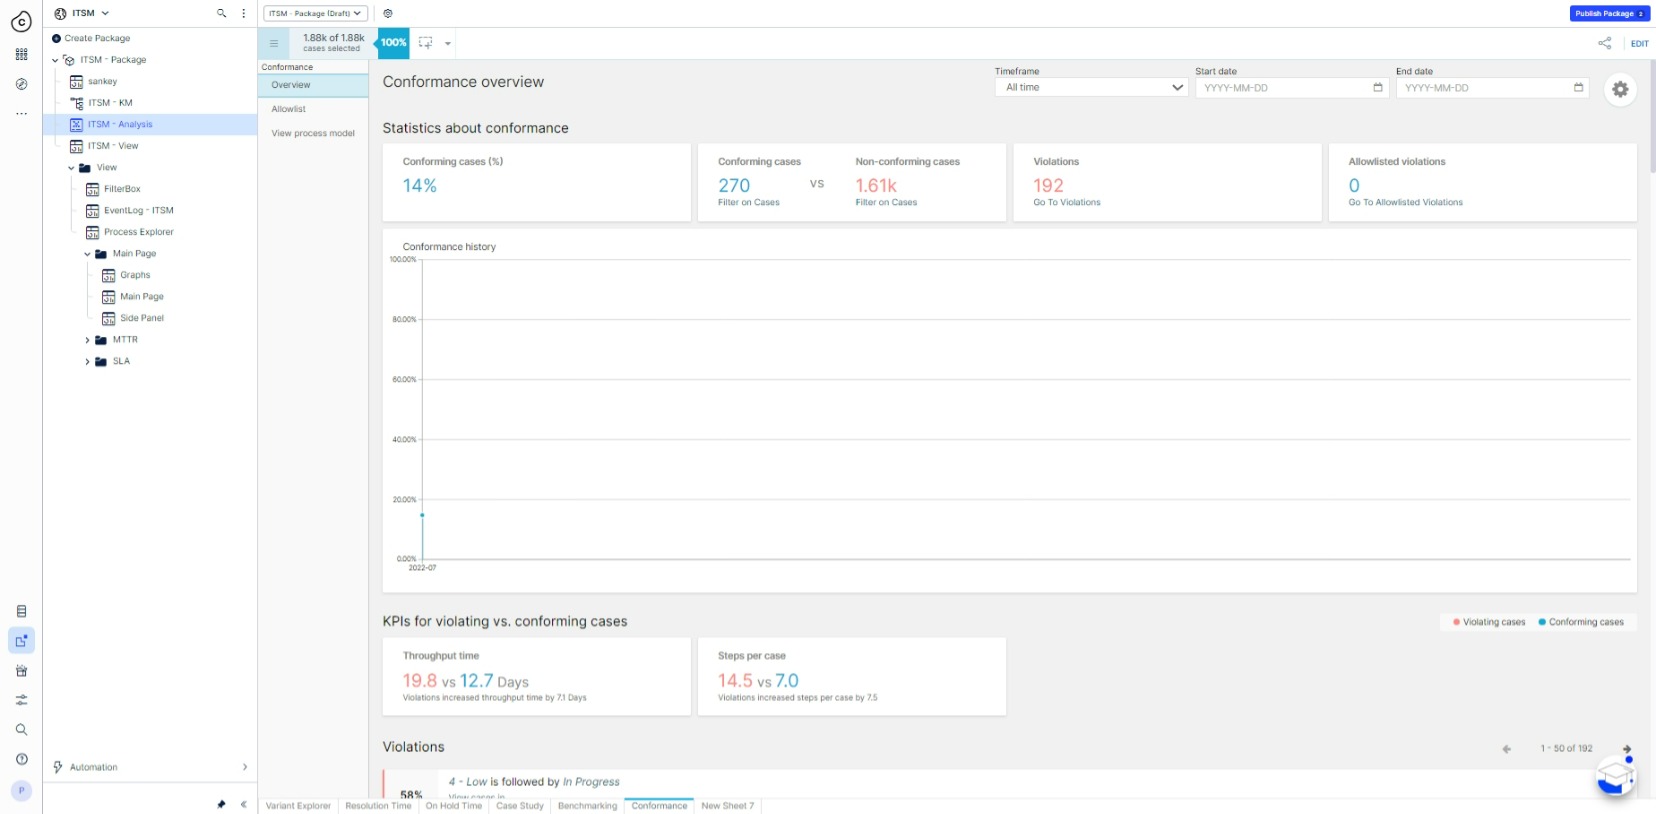 ITSM
ITSM - Package (Draft)
Publish Package 2
Create Package
ITSM - Package
sankey
ITSM - KM
ITSM - Analysis
ITSM - View
View
FilterBox
EventLog - ITSM
Process Explorer
Main Page
Graphs
Main Page
Side Panel
MTTR
SLA
Automation
P
1.88k of 1.88k
cases selected
100%
EDIT
Conformance
Overview
Allowlist
View process model
Conformance overview
Timeframe
All time
Start date
YYYY-MM-DD
End date
YYYY-MM-DD
Statistics about conformance
Conforming cases (%)
14%
Conforming cases
270
Filter on Cases
VS
Non-conforming cases
1.61k
Filter on Cases
Violations
192
Go To Violations
Allowlisted violations
0
Go To Allowlisted Violations
Conformance history
100.00%
80.00%
60.00%
40.00%
20.00%
0.00%
2022-07
KPIs for violating vs. conforming cases
Violating cases
Conforming cases
Throughput time
19.8 vs 12.7 Days
Violations increased throughput time by 7.1 Days
Steps per case
14.5 vs 7.0
Violations increased steps per case by 7.5
Violations
1 - 50 of 192
58%
4 - Low is followed by In Progress
View cases in
Variant Explorer
Resolution Time
On Hold Time
Case Study
Benchmarking
Conformance
New Sheet 7